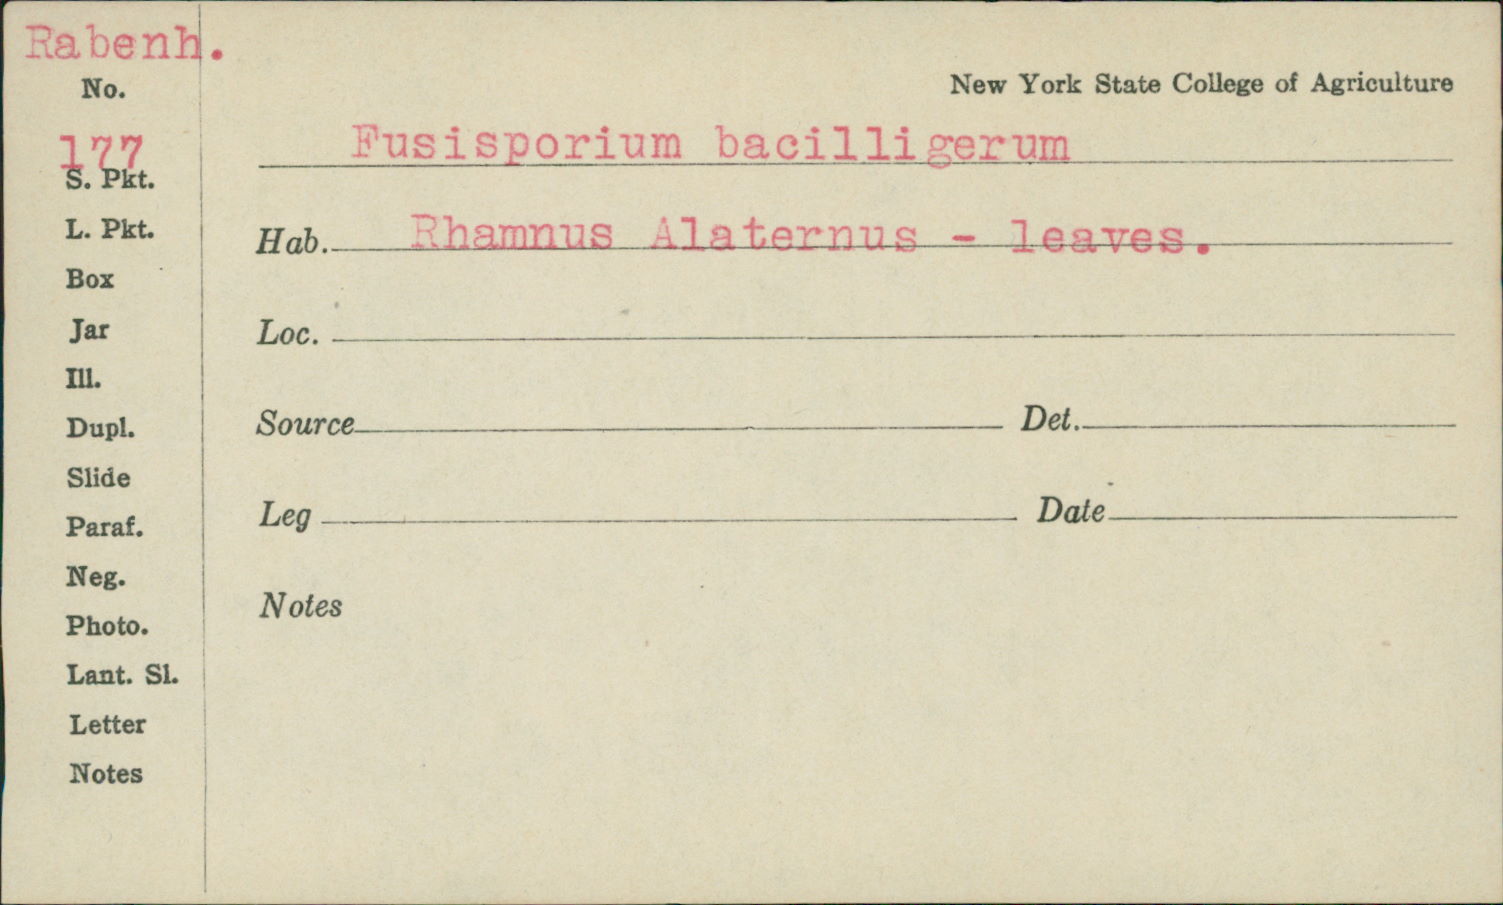 Rabenh.
No.
New York State College of Agriculture
177
Fusisporium bacilligerum
S. Pkt.
L. Pkt.
Hab. Rhamnus Alaternus - leaves.
Box
Jar
Loc.
Ill.
Dupl.
Source Det.
Slide
Paraf.
Leg Date
Neg.
Notes
Photo.
Lant. Sl.
Letter
Notes